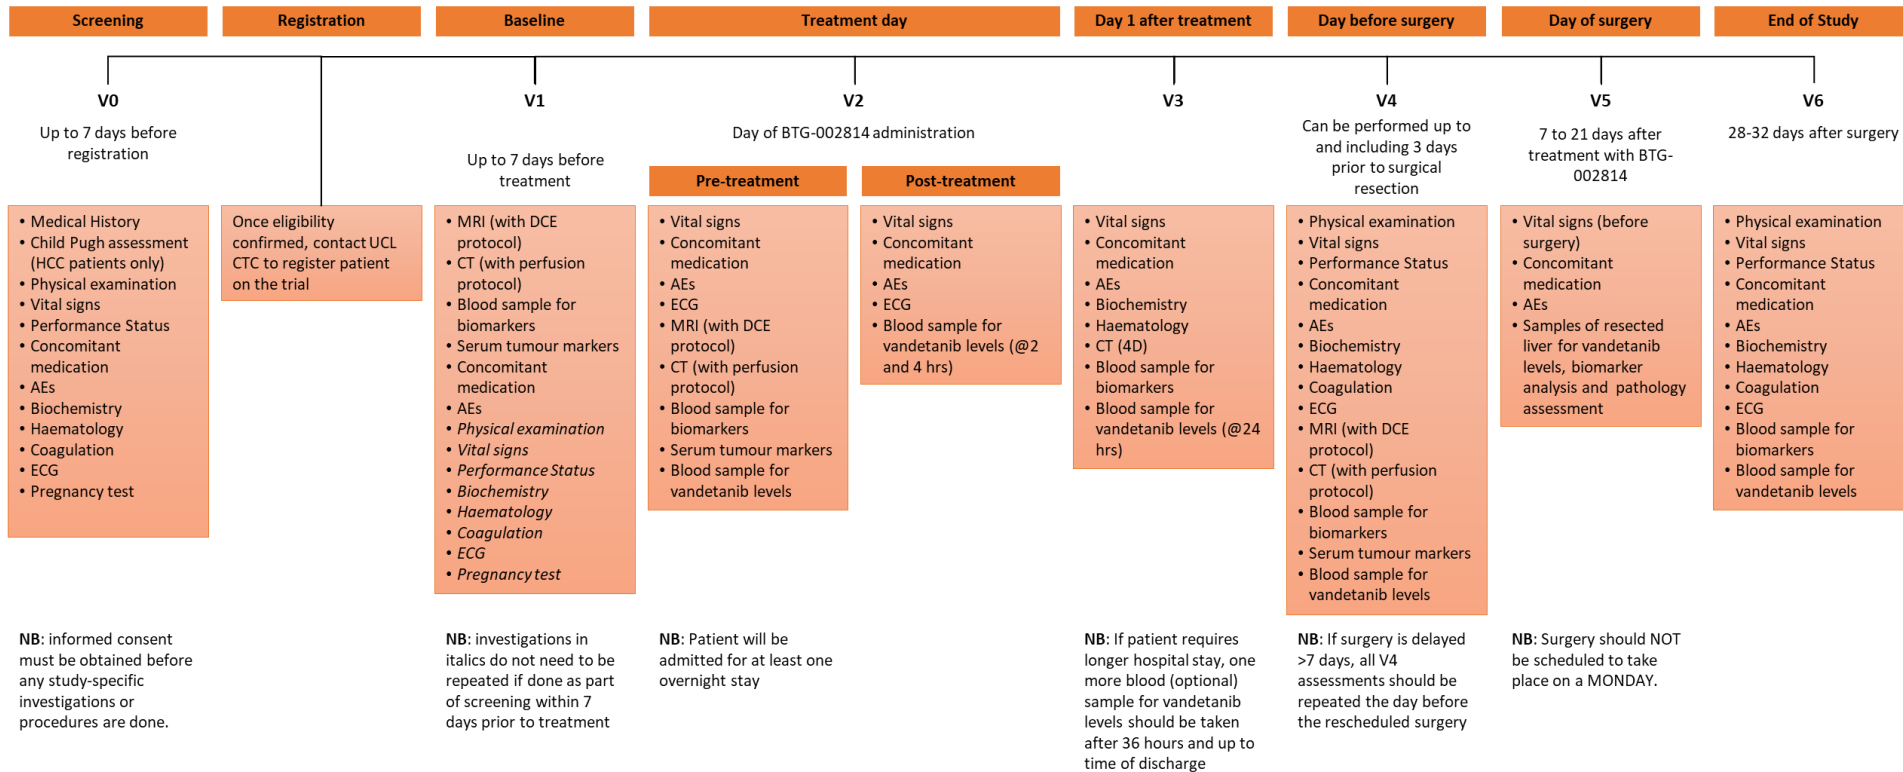 Screening
Registration
Baseline
Treatment day
Day 1 after treatment
Day before surgery
Day of surgery
End of Study
V0
V1
V2
V3
V4
V5
V6
Up to 7 days before
registration
Up to 7 days before
treatment
Day of BTG-002814 administration
Pre-treatment
Post-treatment
Can be performed up to
and including 3 days
prior to surgical
resection
7 to 21 days after
treatment with BTG-
002814
28-32 days after surgery
• Medical History
• Child Pugh assessment
(HCC patients only)
• Physical examination
• Vital signs
• Performance Status
• Concomitant
medication
• AEs
• Biochemistry
• Haematology
• Coagulation
• ECG
• Pregnancy test
Once eligibility
confirmed, contact UCL
CTC to register patient
on the trial
• MRI (with DCE
protocol)
• CT (with perfusion
protocol)
• Blood sample for
biomarkers
• Serum tumour markers
• Concomitant
medication
• AEs
• Physical examination
• Vital signs
• Performance Status
• Biochemistry
• Haematology
• Coagulation
• ECG
• Pregnancy test
• Vital signs
• Concomitant
medication
• AEs
• ECG
• MRI (with DCE
protocol)
• CT (with perfusion
protocol)
• Blood sample for
biomarkers
• Serum tumour markers
• Blood sample for
vandetanib levels
• Vital signs
• Concomitant
medication
• AEs
• ECG
• Blood sample for
vandetanib levels (@2
and 4 hrs)
• Vital signs
• Concomitant
medication
• AEs
• Biochemistry
• Haematology
• CT (4D)
• Blood sample for
biomarkers
• Blood sample for
vandetanib levels (@24
hrs)
• Physical examination
• Vital signs
• Performance Status
• Concomitant
medication
• AEs
• Biochemistry
• Haematology
• Coagulation
• ECG
• MRI (with DCE
protocol)
• CT (with perfusion
protocol)
• Blood sample for
biomarkers
• Serum tumour markers
• Blood sample for
vandetanib levels
• Vital signs (before
surgery)
• Concomitant
medication
• AEs
• Samples of resected
liver for vandetanib
levels, biomarker
analysis and pathology
assessment
• Physical examination
• Vital signs
• Performance Status
• Concomitant
medication
• AEs
• Biochemistry
• Haematology
• Coagulation
• ECG
• Blood sample for
biomarkers
• Blood sample for
vandetanib levels
NB: informed consent
must be obtained before
any study-specific
investigations or
procedures are done.
NB: investigations in
italics do not need to be
repeated if done as part
of screening within 7
days prior to treatment
NB: Patient will be
admitted for at least one
overnight stay
NB: If patient requires
longer hospital stay, one
more blood (optional)
sample for vandetanib
levels should be taken
after 36 hours and up to
time of discharge
NB: If surgery is delayed
>7 days, all V4
assessments should be
repeated the day before
the rescheduled surgery
NB: Surgery should NOT
be scheduled to take
place on a MONDAY.